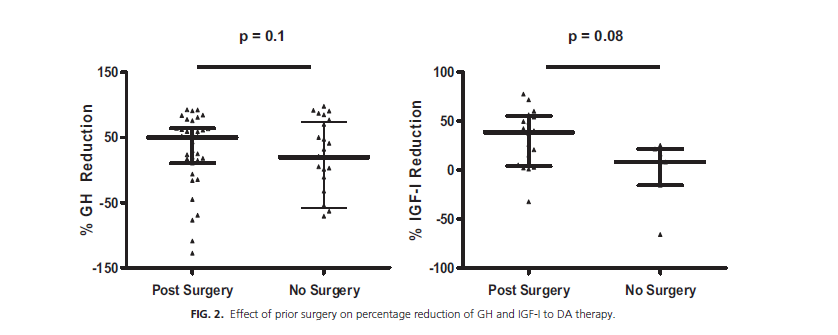 p = 0.1
p = 0.08
150
50
-50
-150
% GH Reduction
Post Surgery
No Surgery
100
50
0
-50
-100
% IGF-I Reduction
Post Surgery
No Surgery
FIG. 2. Effect of prior surgery on percentage reduction of GH and IGF-I to DA therapy.